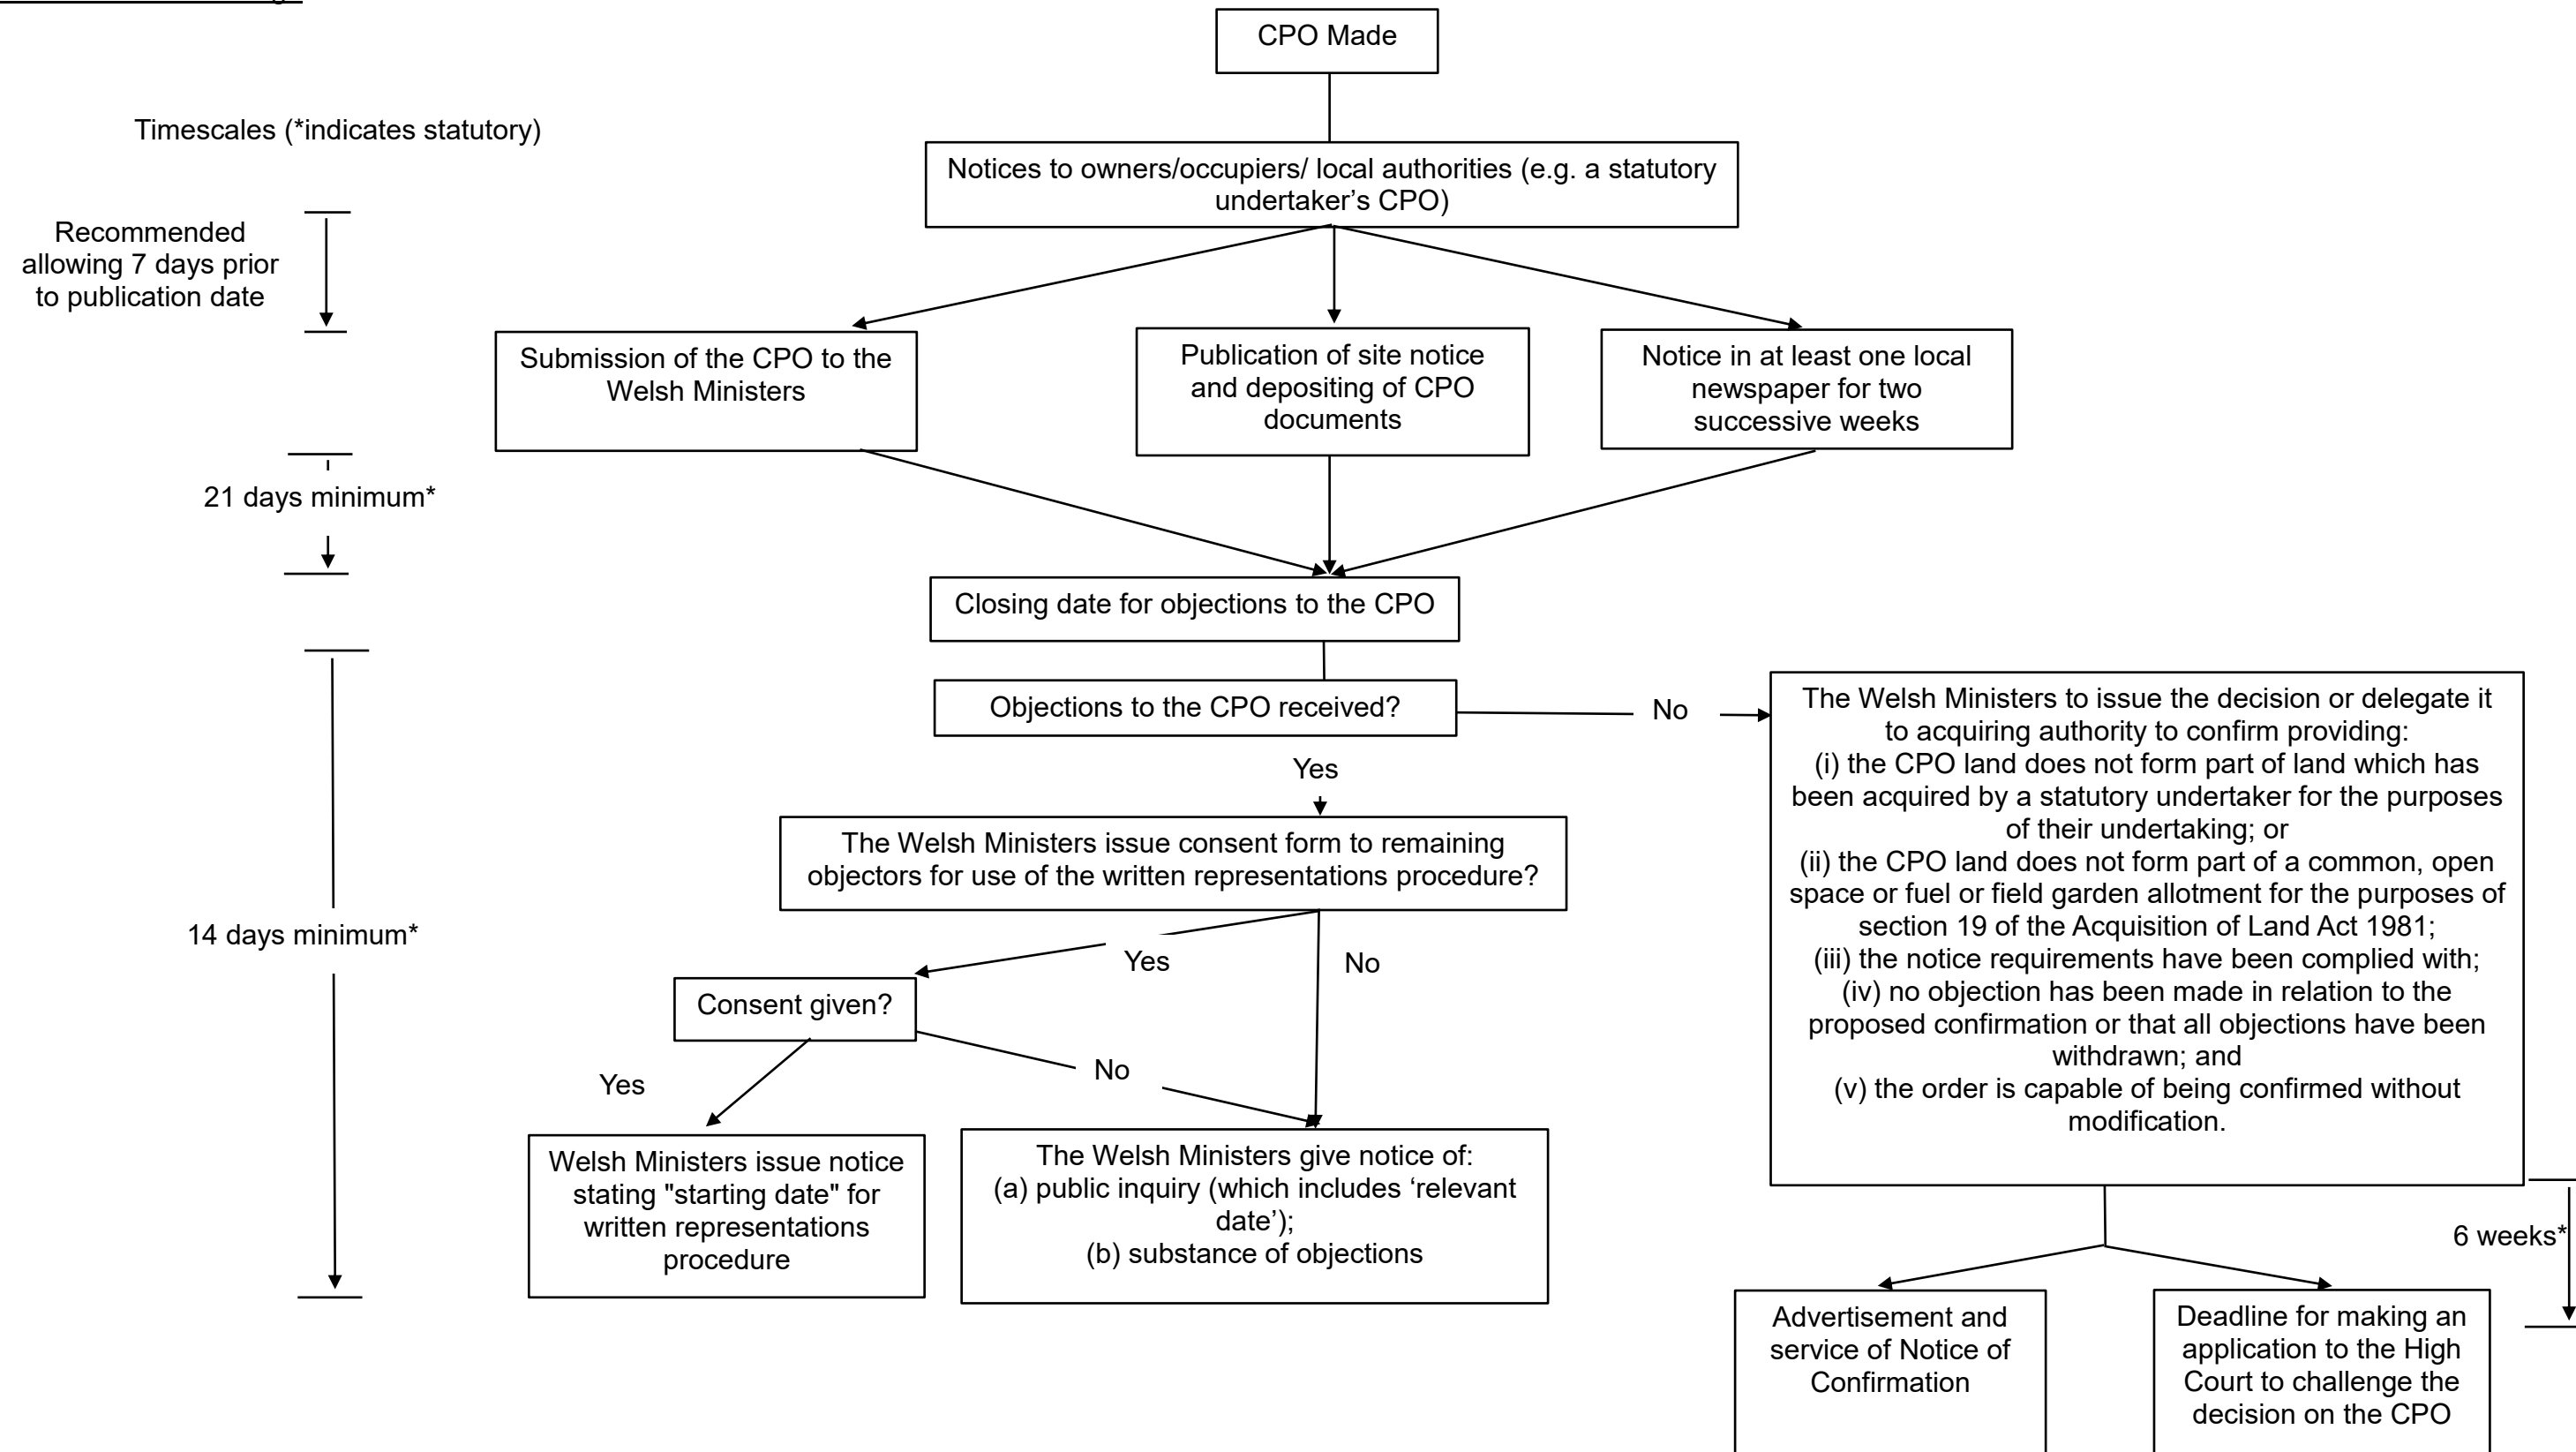 CPO Made
Timescales (*indicates statutory)
Notices to owners/occupiers/ local authorities (e.g. a statutory
undertaker’s CPO)
Recommended
allowing 7 days prior
to publication date
Submission of the CPO to the
Welsh Ministers
Publication of site notice
and depositing of CPO
documents
Notice in at least one local
newspaper for two
successive weeks
21 days minimum*
Closing date for objections to the CPO
Objections to the CPO received?
No
Yes
The Welsh Ministers to issue the decision or delegate it
to acquiring authority to confirm providing:
(i) the CPO land does not form part of land which has
been acquired by a statutory undertaker for the purposes
of their undertaking; or
(ii) the CPO land does not form part of a common, open
space or fuel or field garden allotment for the purposes of
section 19 of the Acquisition of Land Act 1981;
(iii) the notice requirements have been complied with;
(iv) no objection has been made in relation to the
proposed confirmation or that all objections have been
withdrawn; and
(v) the order is capable of being confirmed without
modification.
The Welsh Ministers issue consent form to remaining
objectors for use of the written representations procedure?
14 days minimum*
Yes
No
Consent given?
Yes
No
Welsh Ministers issue notice
stating "starting date" for
written representations
procedure
The Welsh Ministers give notice of:
(a) public inquiry (which includes ‘relevant
date’);
(b) substance of objections
6 weeks*
Advertisement and
service of Notice of
Confirmation
Deadline for making an
application to the High
Court to challenge the
decision on the CPO